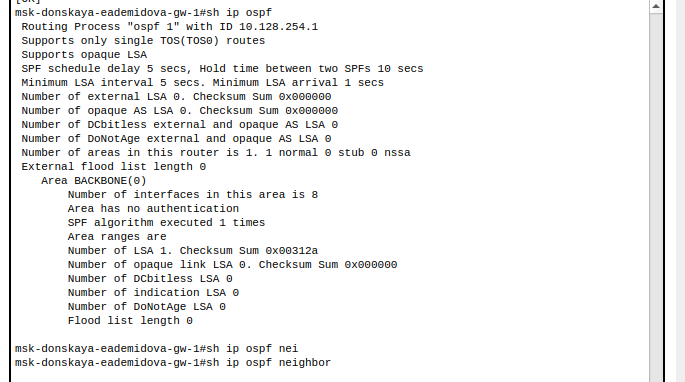 [OK]
msk-donskaya-eademidova-gw-1#sh ip ospf
Routing Process "ospf 1" with ID 10.128.254.1
Supports only single TOS(TOS0) routes
Supports opaque LSA
SPF schedule delay 5 secs, Hold time between two SPFs 10 secs
Minimum LSA interval 5 secs. Minimum LSA arrival 1 secs
Number of external LSA 0. Checksum Sum 0x000000
Number of opaque AS LSA 0. Checksum Sum 0x000000
Number of DCbitless external and opaque AS LSA 0
Number of DoNotAge external and opaque AS LSA 0
Number of areas in this router is 1. 1 normal 0 stub 0 nssa
External flood list length 0
Area BACKBONE(0)
Number of interfaces in this area is 8
Area has no authentication
SPF algorithm executed 1 times
Area ranges are
Number of LSA 1. Checksum Sum 0x00312a
Number of opaque link LSA 0. Checksum Sum 0x000000
Number of DCbitless LSA 0
Number of indication LSA 0
Number of DoNotAge LSA 0
Flood list length 0
msk-donskaya-eademidova-gw-1#sh ip ospf nei
msk-donskaya-eademidova-gw-1#sh ip ospf neighbor